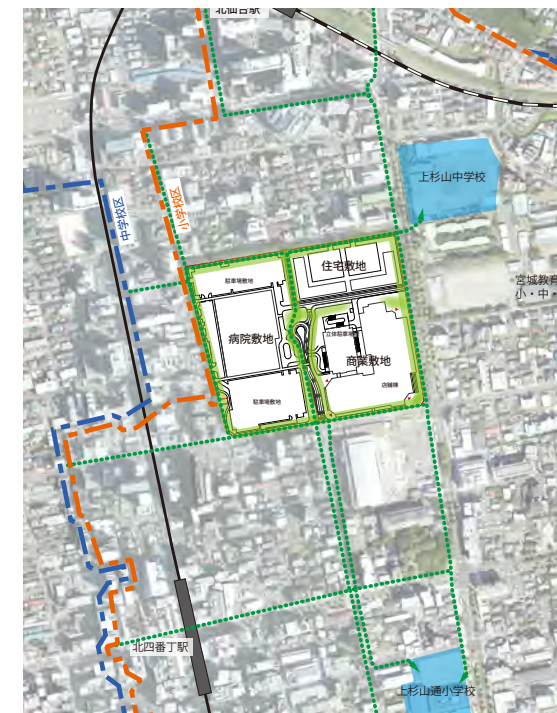 北仙台駅
上杉山中学校
小学校区
中学校区
住宅敷地
宮城教育
小・中・
駐車場敷地
病院敷地
立体駐車場
商業敷地
店舗棟
駐車場敷地
北四番丁駅
上杉山通小学校